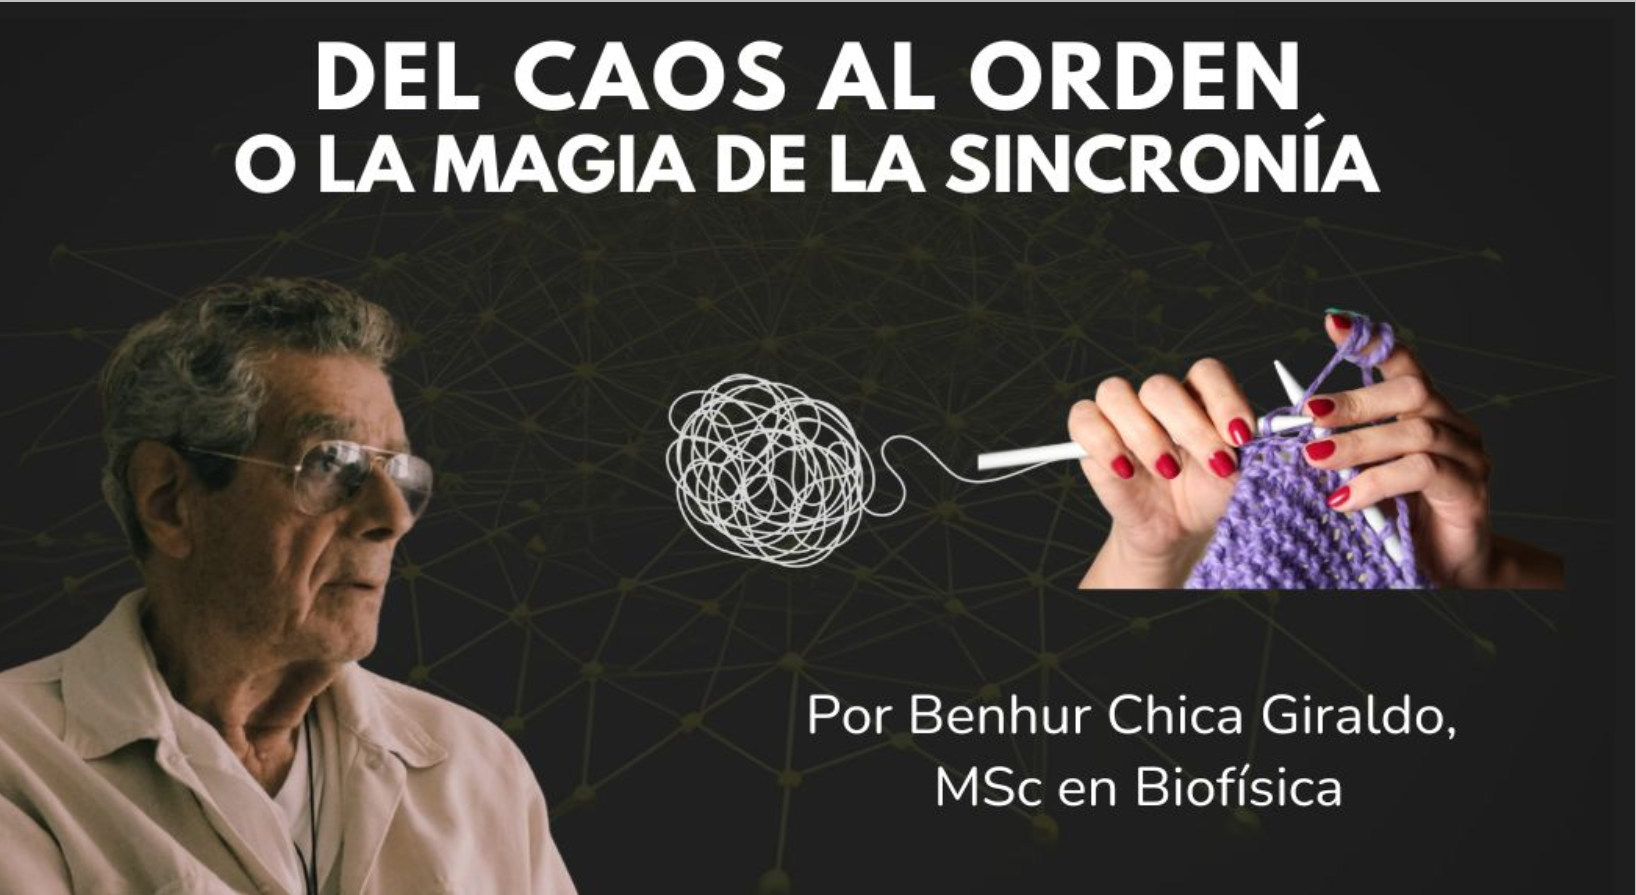 DEL CAOS AL ORDEN
O LA MAGIA DE LA SINCRONÍA
Por Benhur Chica Giraldo,
MSc en Biofísica